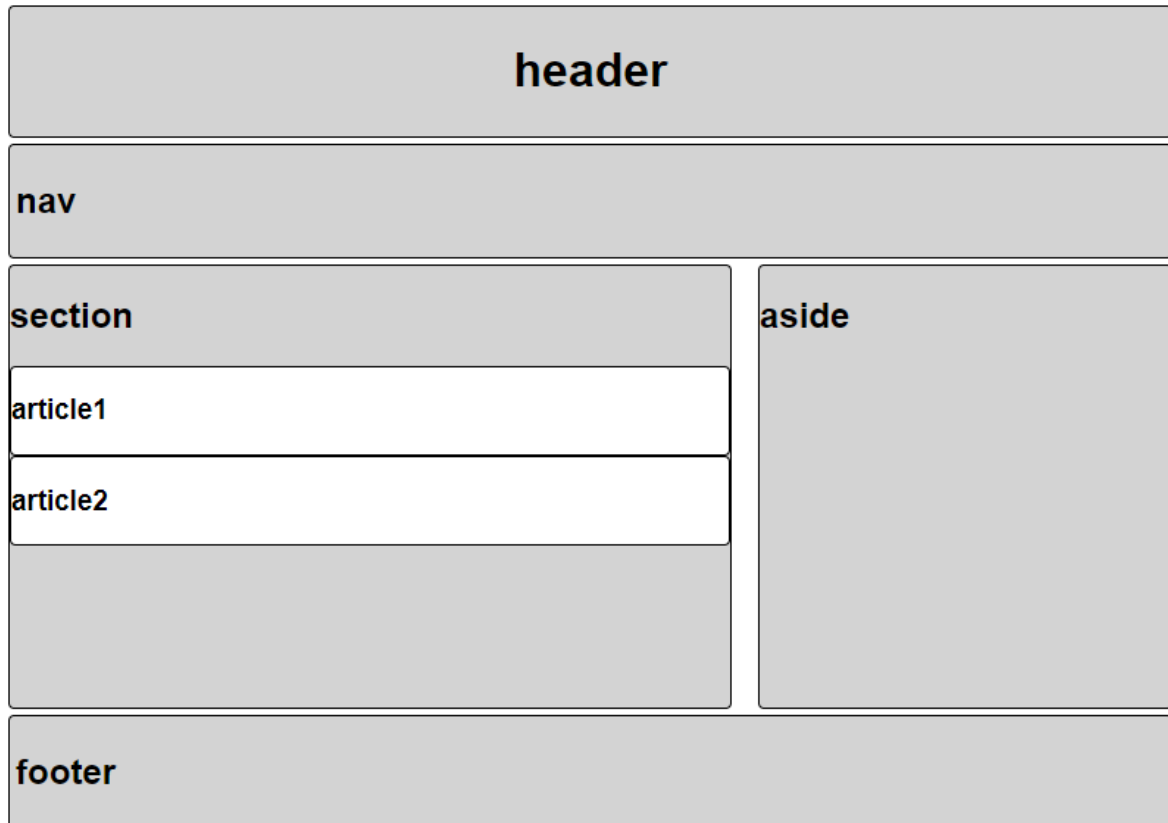 header
nav
section
article1
article2
aside
footer